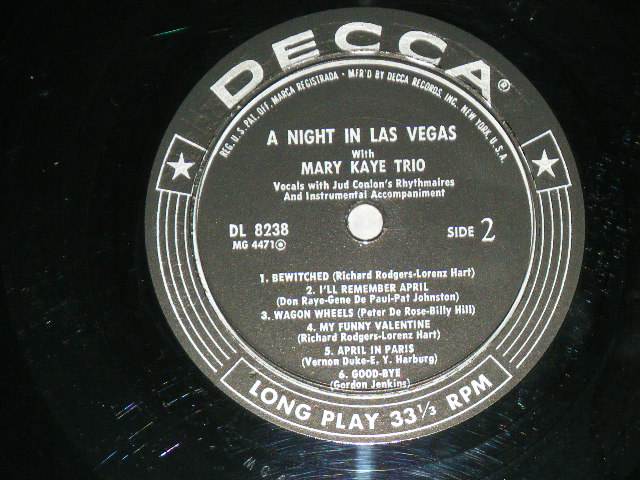 DECCA®
REG. U.S. PAT. OFF. MARCA REGISTRADA • MFR'D BY DECCA RECORDS, INC., NEW YORK, U.S.A.
A NIGHT IN LAS VEGAS
With
MARY KAYE TRIO
Vocals with Jud Conlon's Rhythmaires
And Instrumental Accompaniment
DL 8238
MG 4471
SIDE 2
1. BEWITCHED (Richard Rodgers-Lorenz Hart)
2. I'LL REMEMBER APRIL
(Don Raye-Gene De Paul-Pat Johnston)
3. WAGON WHEELS (Peter De Rose-Billy Hill)
4. MY FUNNY VALENTINE
(Richard Rodgers-Lorenz Hart)
5. APRIL IN PARIS
(Vernon Duke-E. Y. Harburg)
6. GOOD-BYE
(Gordon Jenkins)
LONG PLAY 33⅓ RPM